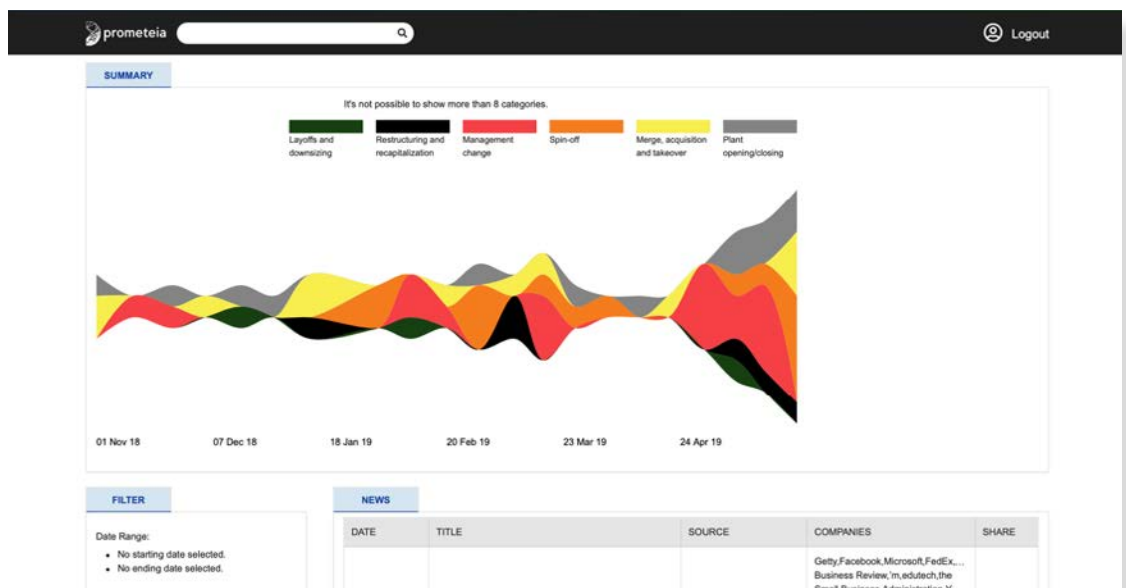 prometeia
Logout
SUMMARY
It's not possible to show more than 8 categories.
Layoffs and
downsizing
Restructuring and
recapitalization
Management
change
Spin-off
Merge, acquisition
and takeover
Plant
opening/closing
01 Nov 18
07 Dec 18
18 Jan 19
20 Feb 19
23 Mar 19
24 Apr 19
FILTER
NEWS
Date Range:
• No starting date selected.
• No ending date selected.
DATE
TITLE
SOURCE
COMPANIES
SHARE
Getty,Facebook,Microsoft,FedEx,...
Business Review,'m,edutech,the
Small Business Administration